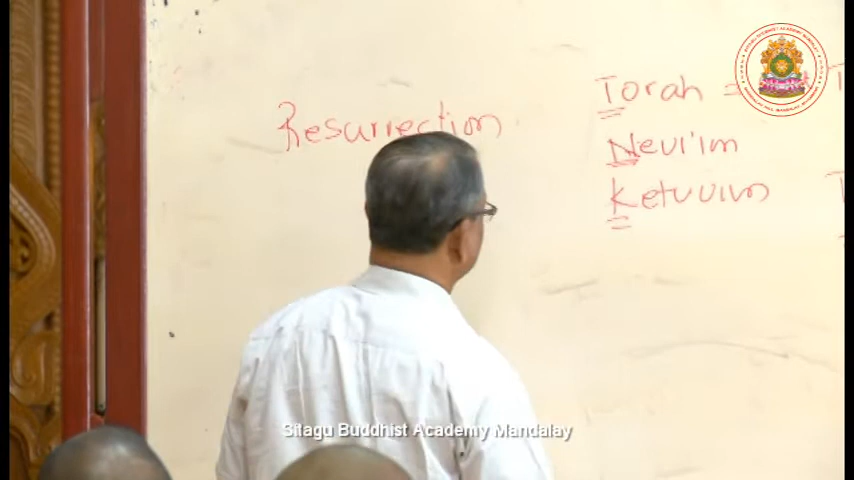 Resurrection
Torah =
Nevi'im
Ketuvim
Sitagu Buddhist Academy Mandalay